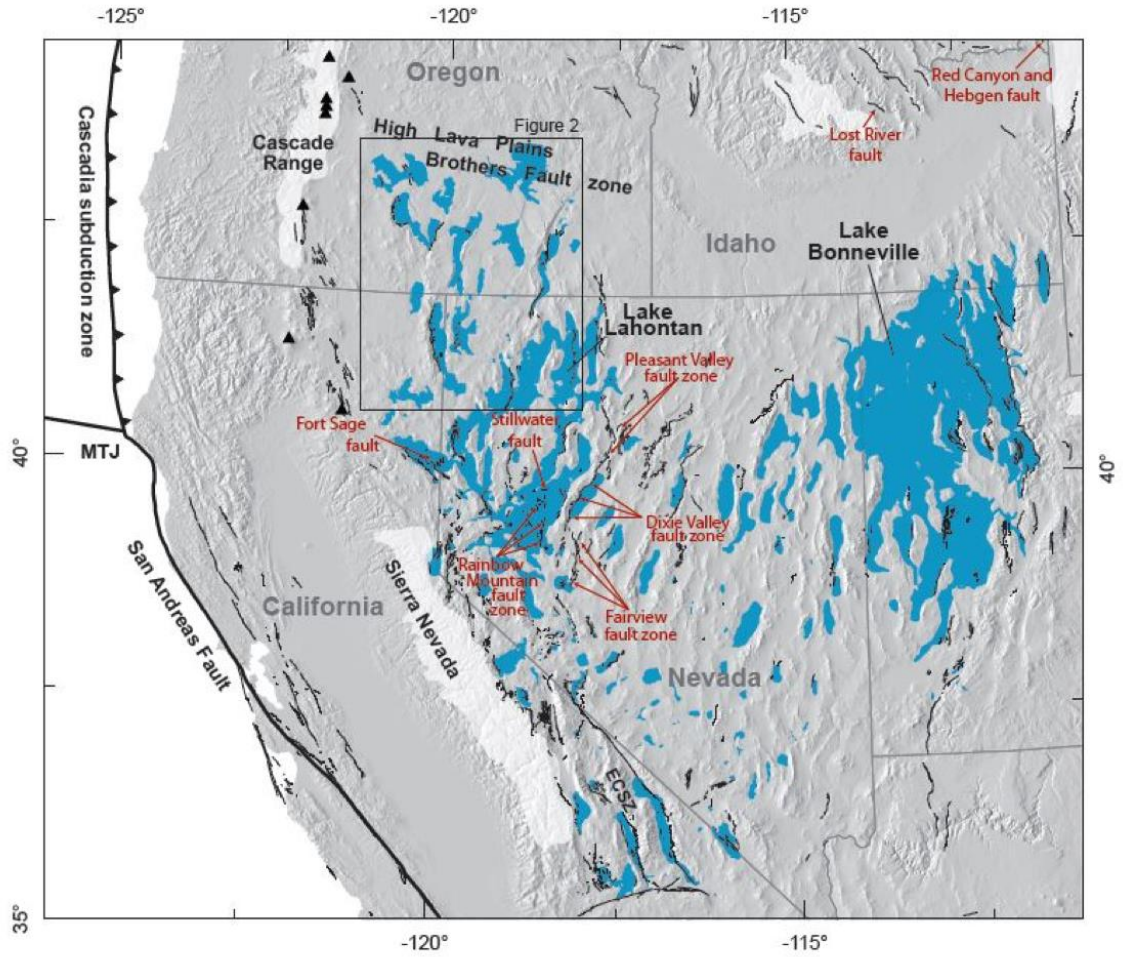 -125°
-120°
-115°
Oregon
Red Canyon and
Hebgen fault
Cascadia subduction zone
Cascade
Range
High Lava Plains
Figure 2
Brothers Fault zone
Lost River
fault
Idaho
Lake
Bonneville
Lake
Lahontan
Pleasant Valley
fault zone
Fort Sage
fault
Stillwater
fault
40°
MTJ
40°
Dixie Valley
fault zone
Rainbow
Mountain
fault
zone
Fairview
fault zone
San Andreas Fault
California
Sierra Nevada
Nevada
ECSZ
35°
-120°
-115°